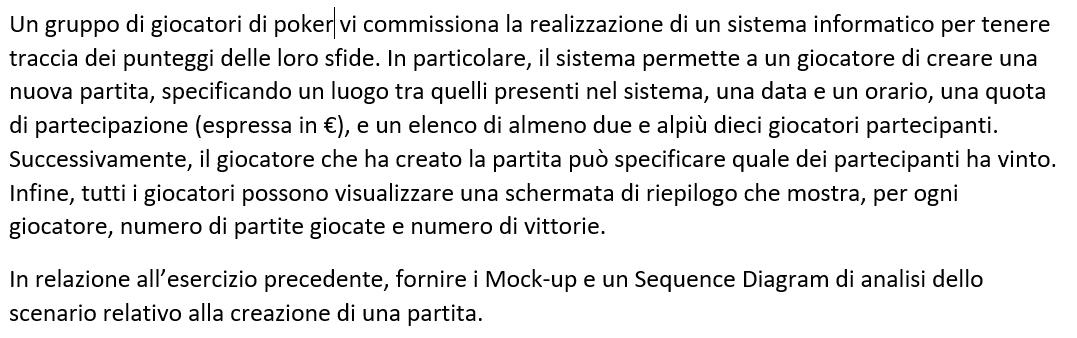 Un gruppo di giocatori di poker vi commissiona la realizzazione di un sistema informatico per tenere
traccia dei punteggi delle loro sfide. In particolare, il sistema permette a un giocatore di creare una
nuova partita, specificando un luogo tra quelli presenti nel sistema, una data e un orario, una quota
di partecipazione (espressa in €), e un elenco di almeno due e alpiù dieci giocatori partecipanti.
Successivamente, il giocatore che ha creato la partita può specificare quale dei partecipanti ha vinto.
Infine, tutti i giocatori possono visualizzare una schermata di riepilogo che mostra, per ogni
giocatore, numero di partite giocate e numero di vittorie.
In relazione all’esercizio precedente, fornire i Mock-up e un Sequence Diagram di analisi dello
scenario relativo alla creazione di una partita.